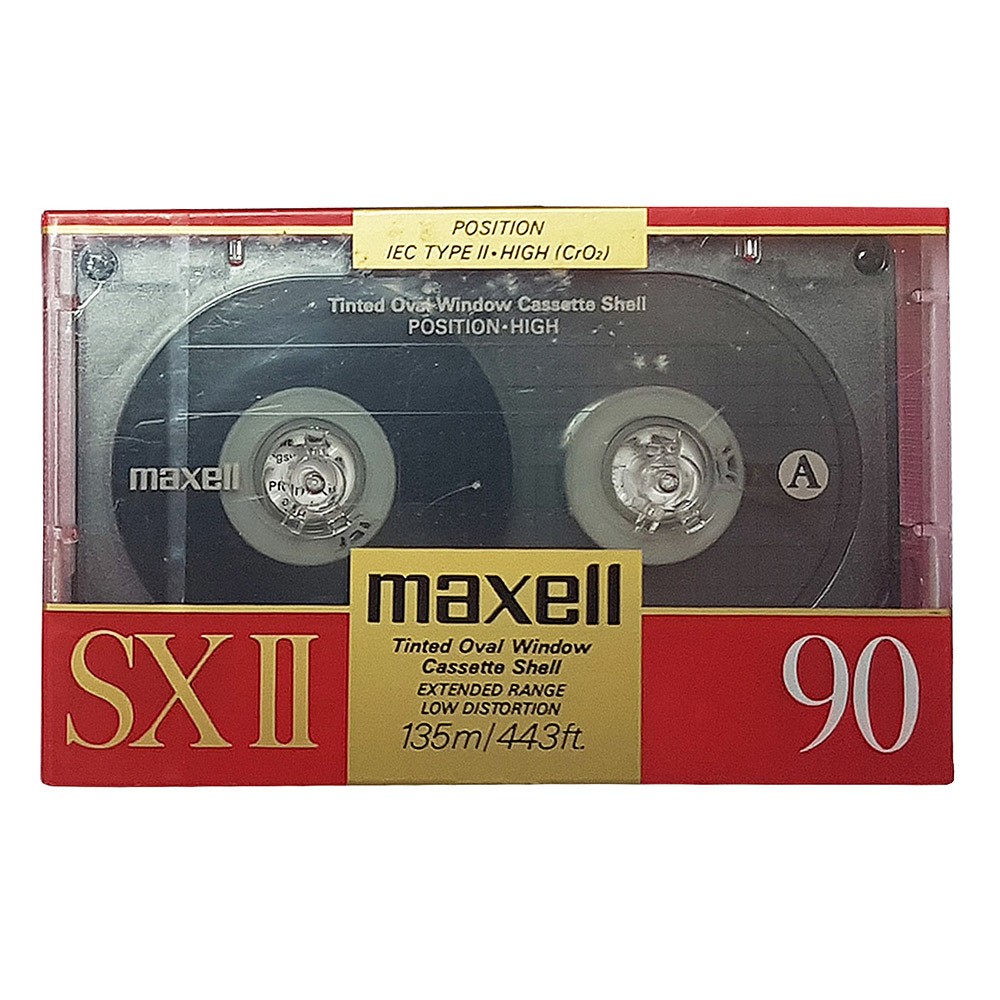 POSITION
IEC TYPE II•HIGH (CrO₂)
Tinted Oval Window Cassette Shell
POSITION•HIGH
maxell
A
maxell
Tinted Oval Window
Cassette Shell
EXTENDED RANGE
LOW DISTORTION
135m/443ft.
SX II
90